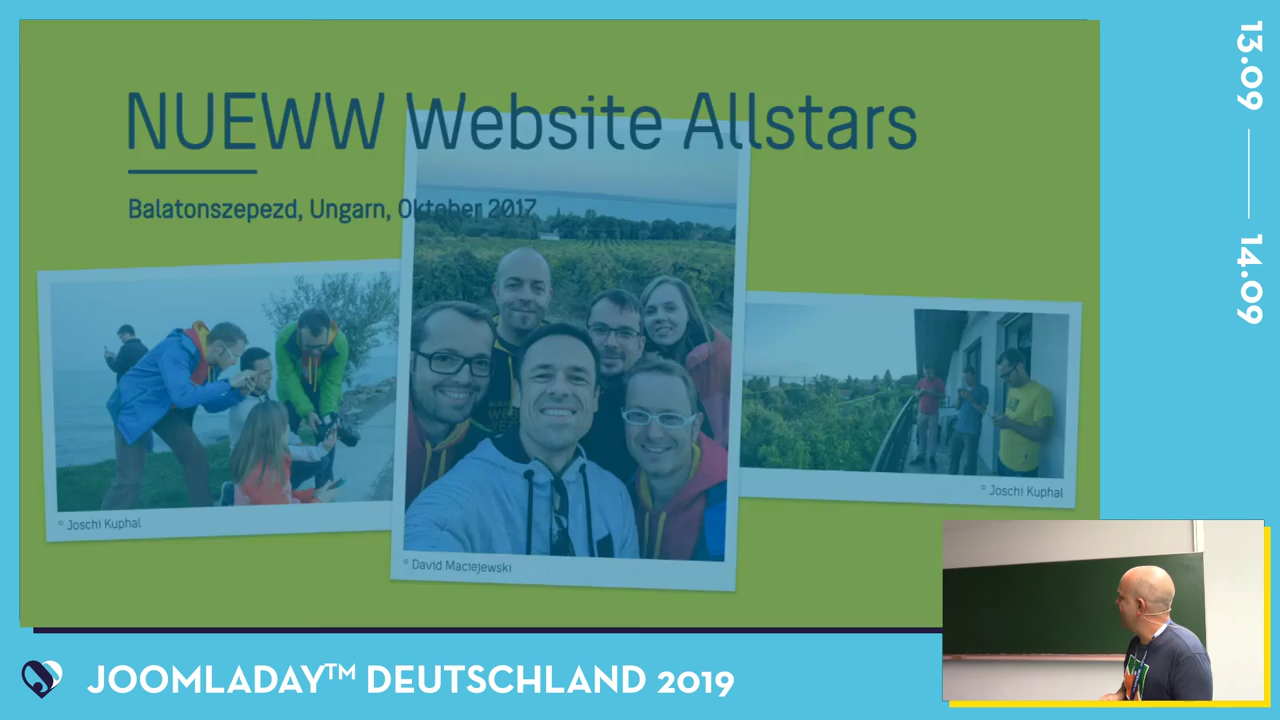 NUEWW Website Allstars
Balatonszepezd, Ungarn, Oktober 2017
© Joschi Kuphal
© David Maciejewski
© Joschi Kuphal
13.09
14.09
JOOMLADAY™ DEUTSCHLAND 2019